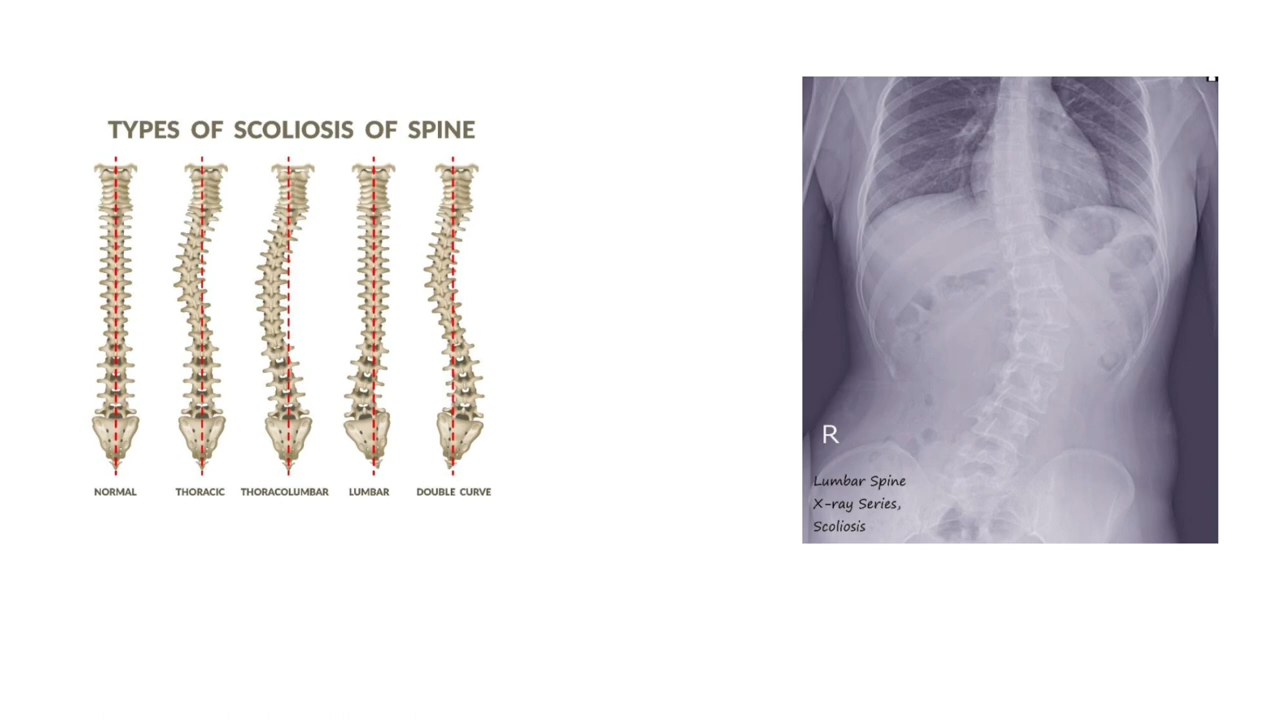 TYPES OF SCOLIOSIS OF SPINE
NORMAL
THORACIC
THORACOLUMBAR
LUMBAR
DOUBLE CURVE
R
Lumbar Spine
X-ray Series,
Scoliosis